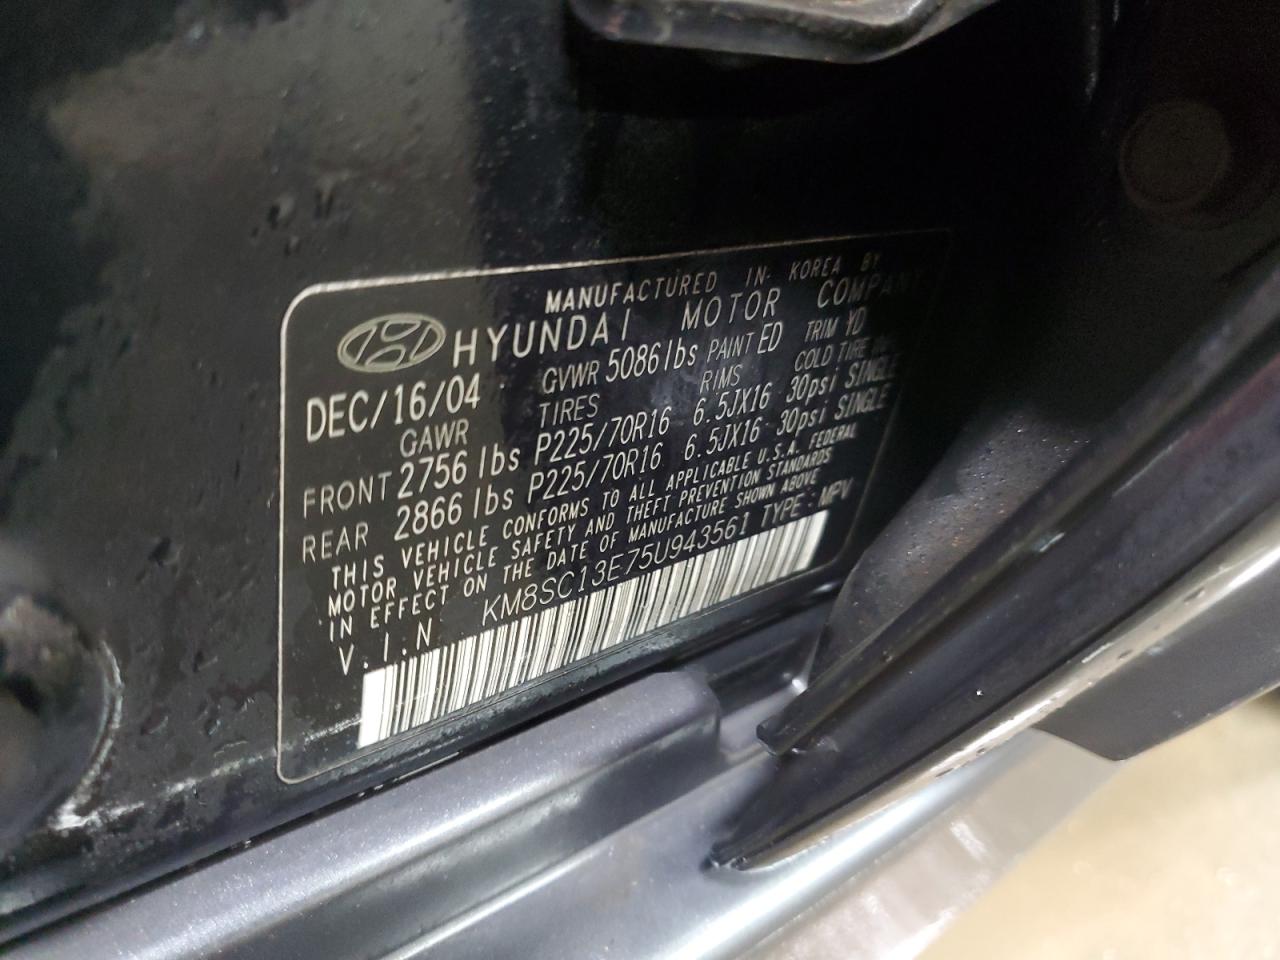 MANUFACTURED IN KOREA BY
HYUNDAI MOTOR COMPANY
DEC/16/04 GVWR 5086 lbs PAINT ED TRIM YD
GAWR TIRES RIMS COLD TIRE
FRONT 2756 lbs P225/70R16 6.5JX16 30psi SINGLE
REAR 2866 lbs P225/70R16 6.5JX16 30psi SINGLE
THIS VEHICLE CONFORMS TO ALL APPLICABLE U.S.A. FEDERAL
MOTOR VEHICLE SAFETY AND THEFT PREVENTION STANDARDS
IN EFFECT ON THE DATE OF MANUFACTURE SHOWN ABOVE
V.I.N KM8SC13E75U943561 TYPE: MPV